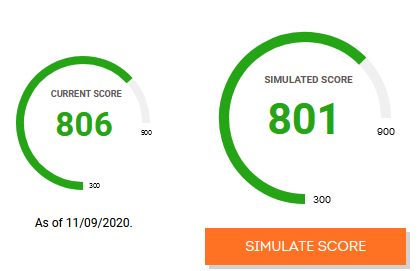 CURRENT SCORE
806
900
300
As of 11/09/2020.
SIMULATED SCORE
801
900
300
SIMULATE SCORE